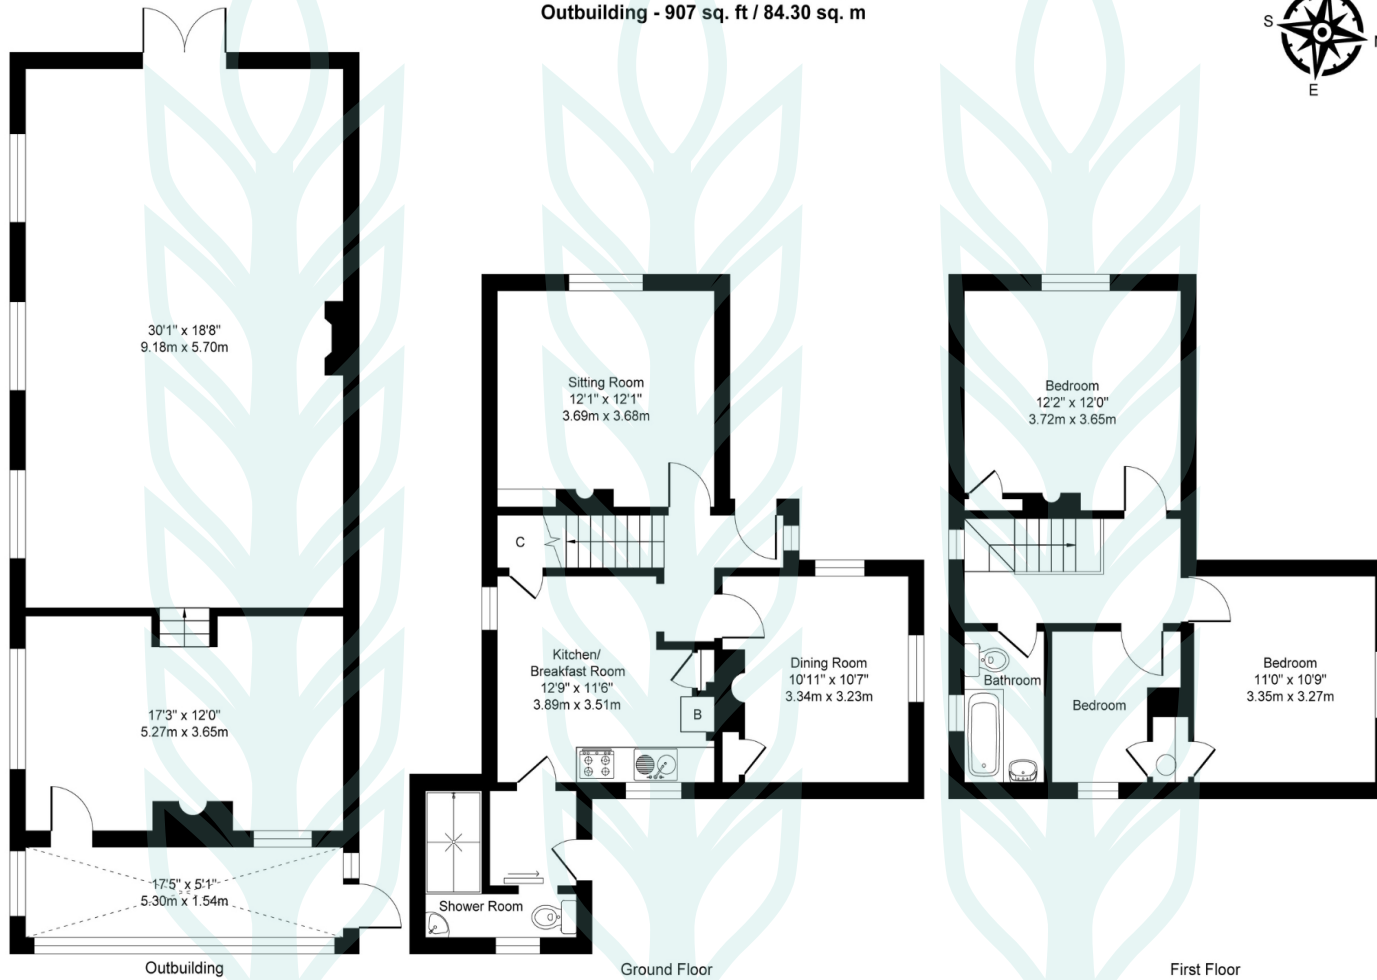 Outbuilding - 907 sq. ft / 84.30 sq. m
S
E
30'1" x 18'8"
9.18m x 5.70m
17'3" x 12'0"
5.27m x 3.65m
17'5" x 5'1"
5.30m x 1.54m
Outbuilding
Sitting Room
12'1" x 12'1"
3.69m x 3.68m
C
Kitchen/
Breakfast Room
12'9" x 11'6"
3.89m x 3.51m
B
Dining Room
10'11" x 10'7"
3.34m x 3.23m
Shower Room
Ground Floor
Bedroom
12'2" x 12'0"
3.72m x 3.65m
Bathroom
Bedroom
Bedroom
11'0" x 10'9"
3.35m x 3.27m
First Floor